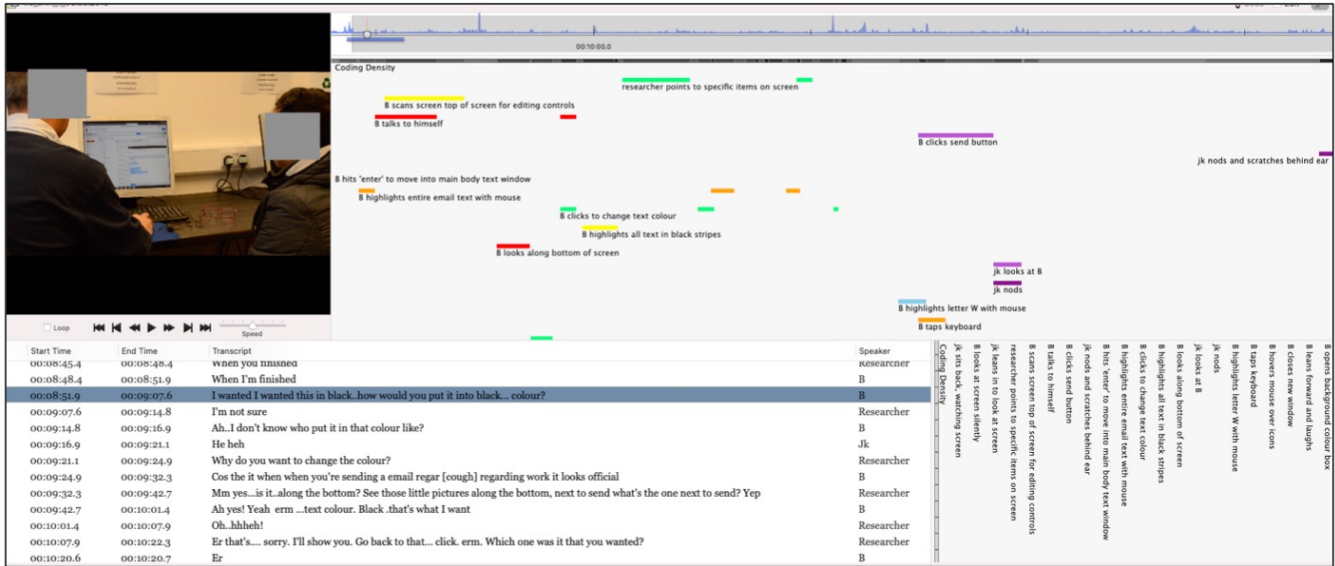 00:10:00.0
Coding Density
researcher points to specific items on screen
B scans screen top of screen for editing controls
B talks to himself
B clicks send button
jk nods and scratches behind ear
B hits 'enter' to move into main body text window
B highlights entire email text with mouse
B clicks to change text colour
B highlights all text in black stripes
B looks along bottom of screen
jk looks at B
jk nods
B highlights letter W with mouse
B taps keyboard
Loop
Speed
Start Time End Time Transcript Speaker
00:08:45.4 00:08:48.4 When you finished Researcher
00:08:48.4 00:08:51.9 When I'm finished B
00:08:51.9 00:09:07.6 I wanted I wanted this in black..how would you put it into black... colour? B
00:09:07.6 00:09:14.8 I'm not sure Researcher
00:09:14.8 00:09:16.9 Ah..I don't know who put it in that colour like? B
00:09:16.9 00:09:21.1 He heh Jk
00:09:21.1 00:09:24.9 Why do you want to change the colour? Researcher
00:09:24.9 00:09:32.3 Cos the it when when you're sending a email regar [cough] regarding work it looks official B
00:09:32.3 00:09:42.7 Mm yes...is it..along the bottom? See those little pictures along the bottom, next to send what's the one next to send? Yep Researcher
00:09:42.7 00:10:01.4 Ah yes! Yeah erm ...text colour. Black .that's what I want B
00:10:01.4 00:10:07.9 Oh..hhheh! Researcher
00:10:07.9 00:10:22.3 Er that's.... sorry. I'll show you. Go back to that... click. erm. Which one was it that you wanted? Researcher
00:10:20.6 00:10:20.7 Er B
Coding Density
jk sits back, watching screen
B looks at screen silently
jk leans in to look at screen
researcher points to specific items on screen
B scans screen top of screen for editing controls
B talks to himself
B clicks send button
jk nods and scratches behind ear
B hits 'enter' to move into main body text window
B highlights entire email text with mouse
B clicks to change text colour
B highlights all text in black stripes
B looks along bottom of screen
jk looks at B
jk nods
B highlights letter W with mouse
B taps keyboard
B hovers mouse over icons
B closes new window
B leans forward and laughs
B opens background colour box